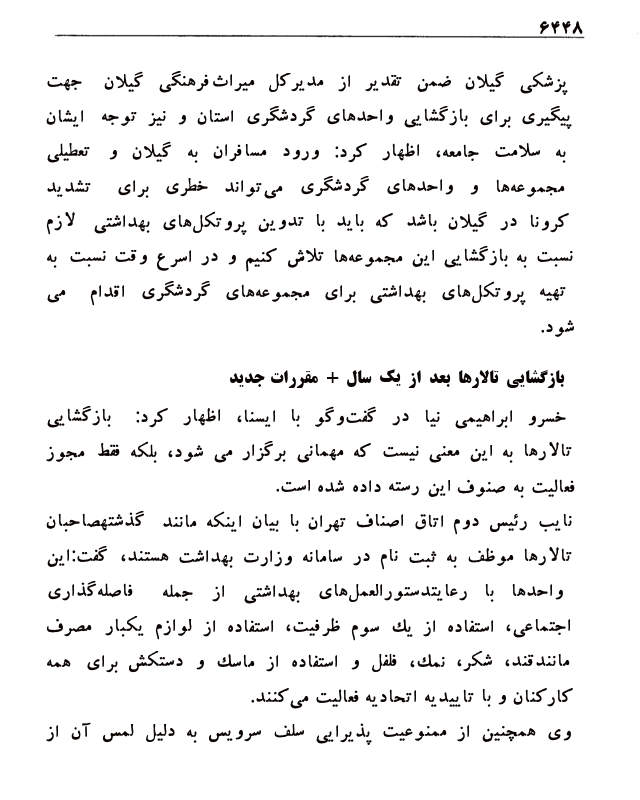 ۶۴۴۸
پزشکی گیلان ضمن تقدیر از مدیرکل میراث‌فرهنگی گیلان جهت
پیگیری برای بازگشایی واحدهای گردشگری استان و نیز توجه ایشان
به سلامت جامعه، اظهار کرد: ورود مسافران به گیلان و تعطیلی
مجموعه‌ها و واحدهای گردشگری می‌تواند خطری برای تشدید
کرونا در گیلان باشد که باید با تدوین پروتکل‌های بهداشتی لازم
نسبت به بازگشایی این مجموعه‌ها تلاش کنیم و در اسرع وقت نسبت به
تهیه پروتکل‌های بهداشتی برای مجموعه‌های گردشگری اقدام می
شود.
بازگشایی تالارها بعد از یک سال + مقررات جدید
خسرو ابراهیمی نیا در گفت‌وگو با ایسنا، اظهار کرد: بازگشایی
تالارها به این معنی نیست که مهمانی برگزار می شود، بلکه فقط مجوز
فعالیت به صنوف این رسته داده شده است.
نایب رئیس دوم اتاق اصناف تهران با بیان اینکه مانند گذشتهصاحبان
تالارها موظف به ثبت نام در سامانه وزارت بهداشت هستند، گفت:این
واحدها با رعایتدستورالعمل‌های بهداشتی از جمله فاصله‌گذاری
اجتماعی، استفاده از یك سوم ظرفیت، استفاده از لوازم یکبار مصرف
مانندقند، شکر، نمك، فلفل و استفاده از ماسك و دستکش برای همه
کارکنان و با تاییدیه اتحادیه فعالیت می‌کنند.
وی همچنین از ممنوعیت پذیرایی سلف سرویس به دلیل لمس آن از